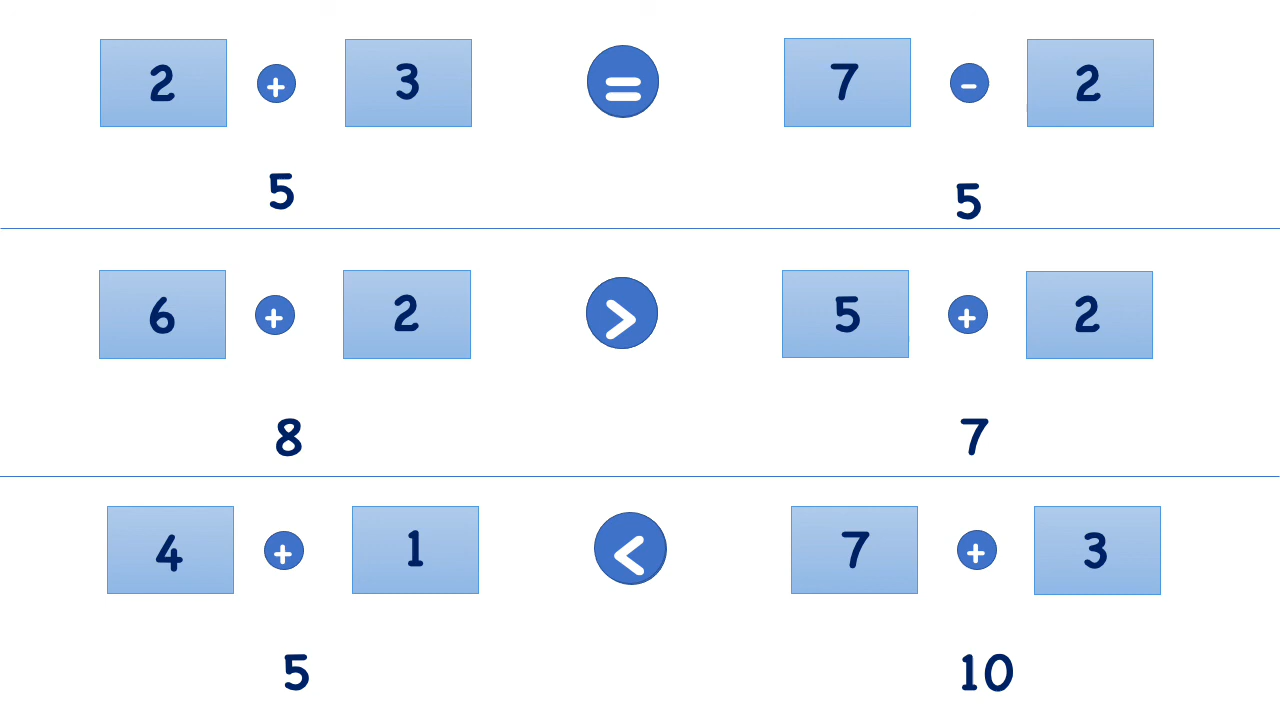 2 + 3 = 7 - 2
5 5
6 + 2 > 5 + 2
8 7
4 + 1 < 7 + 3
5 10